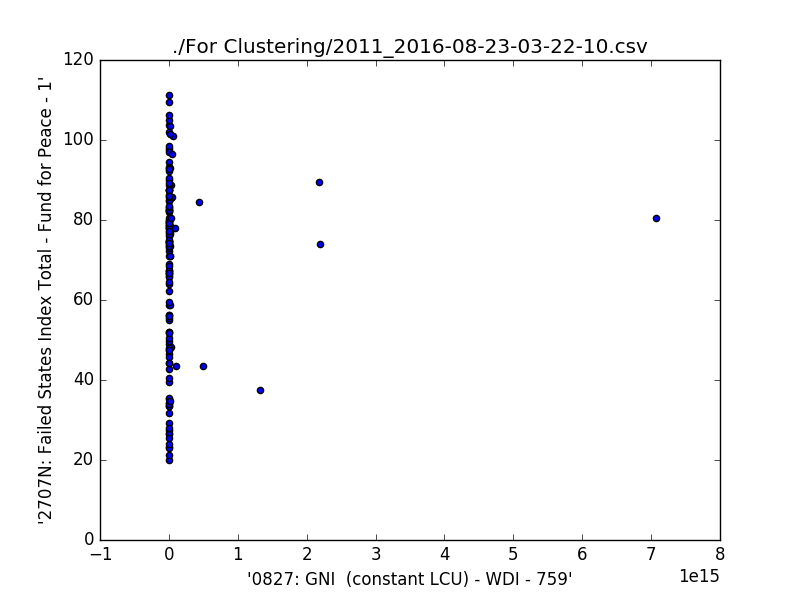 ./For Clustering/2011_2016-08-23-03-22-10.csv
'2707N: Failed States Index Total - Fund for Peace - 1'
120
100
80
60
40
20
0
−1 0 1 2 3 4 5 6 7 8
1e15
'0827: GNI  (constant LCU) - WDI - 759'